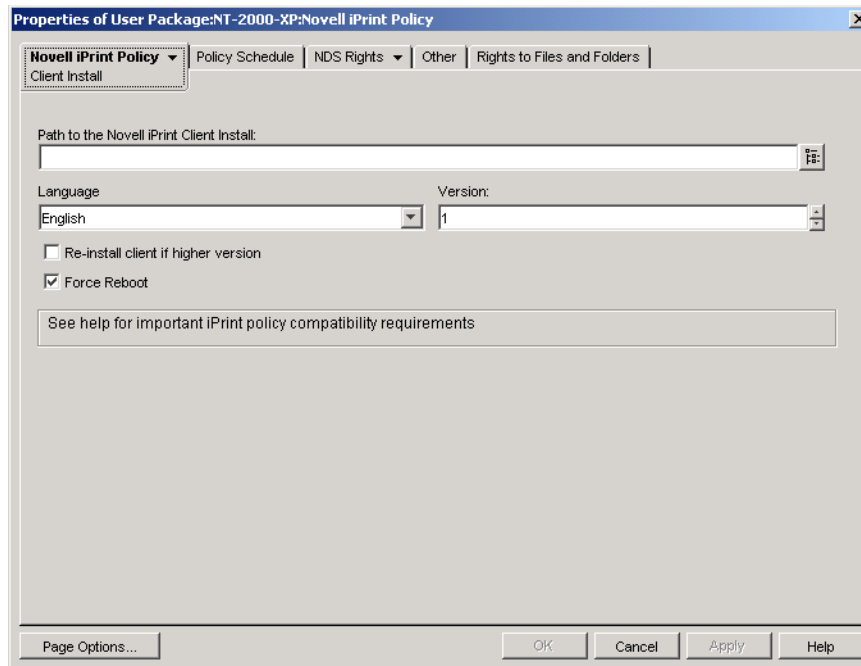 Properties of User Package:NT-2000-XP:Novell iPrint Policy
Novell iPrint Policy Policy Schedule NDS Rights Other Rights to Files and Folders
Client Install
Path to the Novell iPrint Client Install:
Language Version:
English 1
Re-install client if higher version
Force Reboot
See help for important iPrint policy compatibility requirements
Page Options... OK Cancel Apply Help